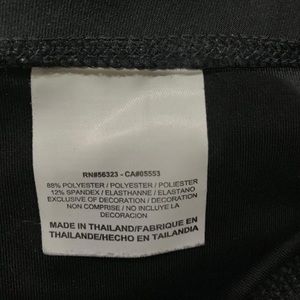 RN#56323 - CA#05553
88% POLYESTER / POLYESTER / POLIESTER
12% SPANDEX / ELASTHANNE / ELASTANO
EXCLUSIVE OF DECORATION / DECORATION
NON COMPRISE / NO INCLUYE LA
DECORACION
MADE IN THAILAND/FABRIQUE EN
THAILANDE/HECHO EN TAILANDIA